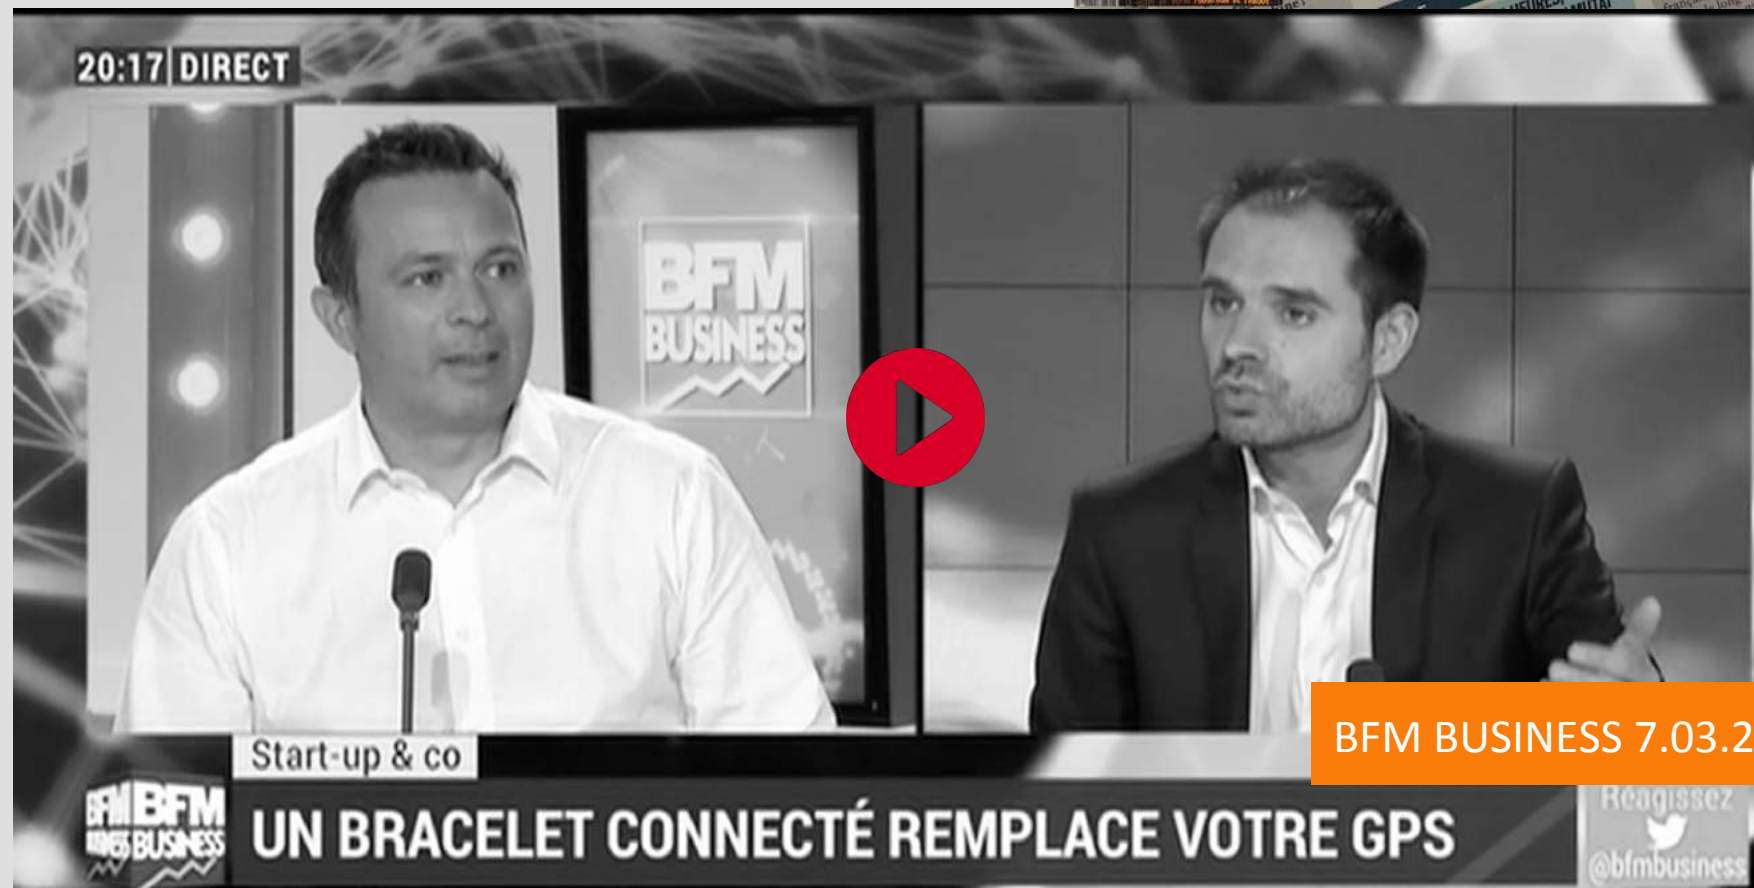 20:17 DIRECT
BFM
BUSINESS
BFM BUSINESS 7.03.2
Start-up & co
BFM
BUSINESS
UN BRACELET CONNECTÉ REMPLACE VOTRE GPS
Réagissez
@bfmbusiness